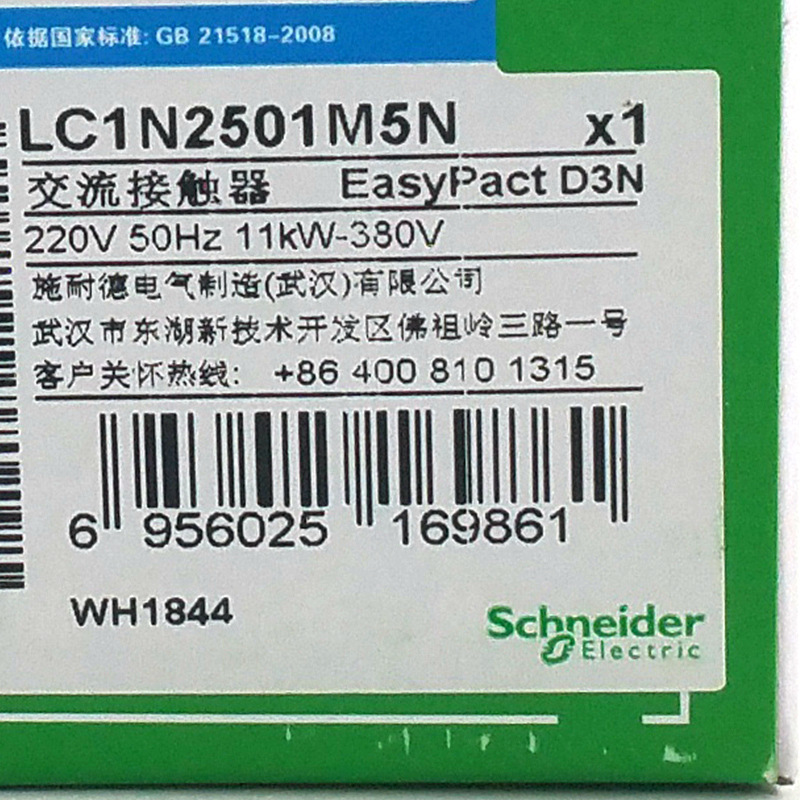 依据国家标准: GB 21518-2008
LC1N2501M5N x1
交流接触器 EasyPact D3N
220V 50Hz 11kW-380V
施耐德电气制造(武汉)有限公司
武汉市东湖新技术开发区佛祖岭三路一号
客户关怀热线: +86 400 810 1315
6 956025 169861
WH1844
Schneider
Electric